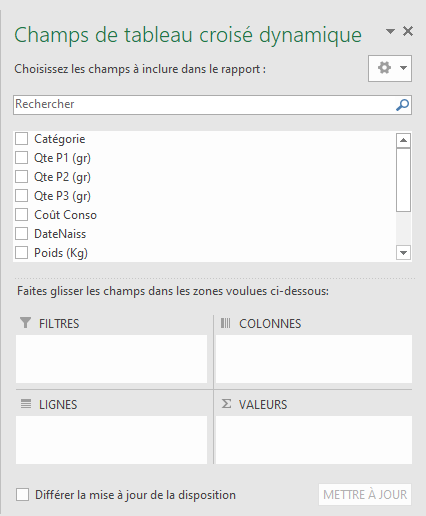 Champs de tableau croisé dynamique
Choisissez les champs à inclure dans le rapport :
Rechercher
Catégorie
Qte P1 (gr)
Qte P2 (gr)
Qte P3 (gr)
Coût Conso
DateNaiss
Poids (Kg)
Faites glisser les champs dans les zones voulues ci-dessous:
FILTRES
COLONNES
LIGNES
Σ VALEURS
Différer la mise à jour de la disposition
METTRE À JOUR